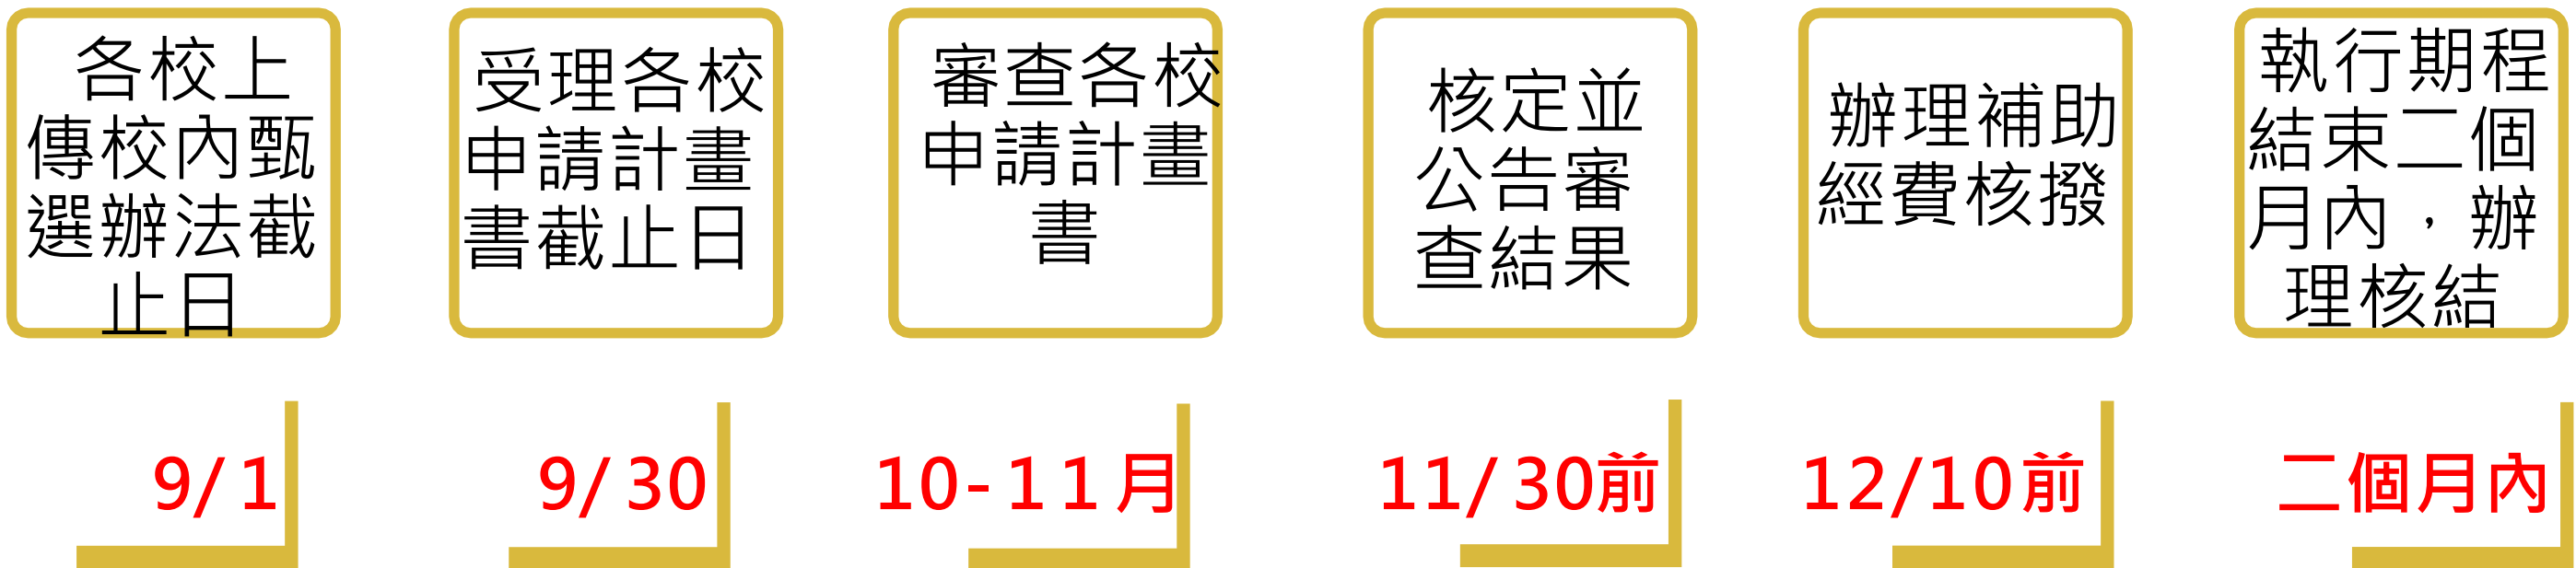 各校上
傳校內甄
選辦法截
止日
受理各校
申請計畫
書截止日
審查各校
申請計畫
書
核定並
公告審
查結果
辦理補助
經費核撥
執行期程
結束二個
月內，辦
理核結
9/1
9/30
10-11月
11/30前
12/10前
二個月內